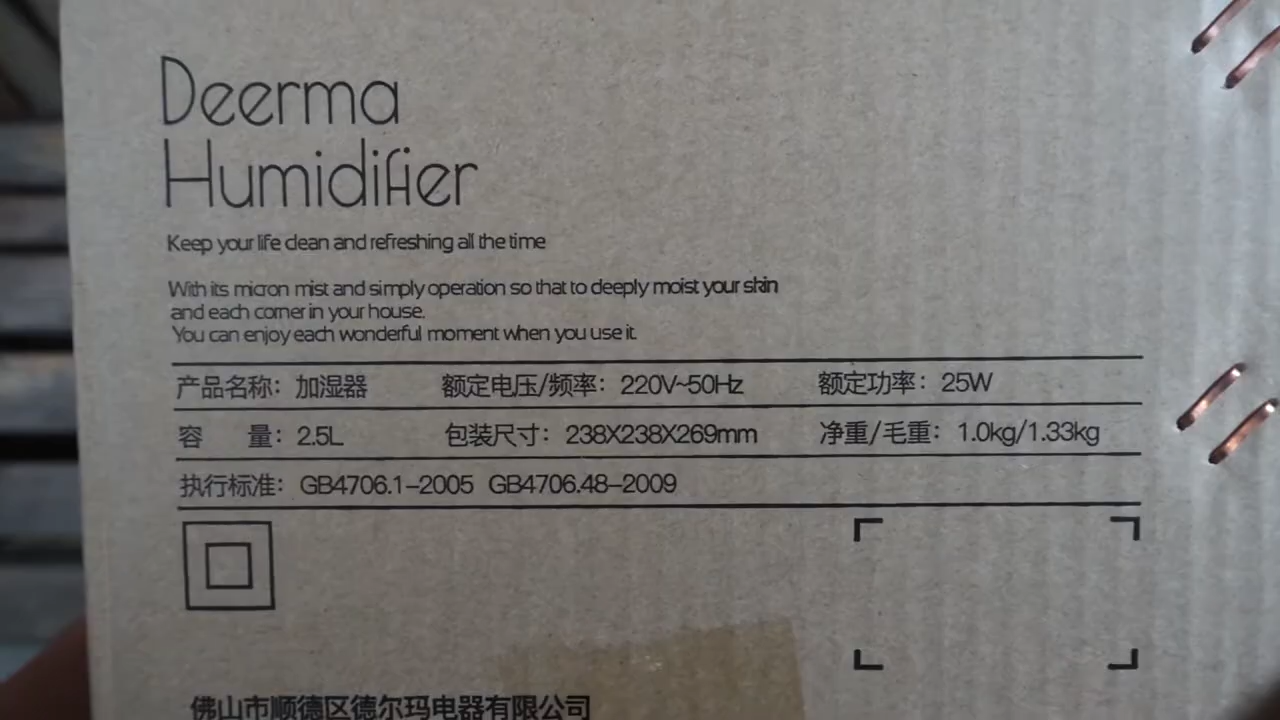 Deerma
Humidifier
Keep your life clean and refreshing all the time
With its micron mist and simply operation so that to deeply moist your skin
and each corner in your house.
You can enjoy each wonderful moment when you use it.
产品名称：加湿器 额定电压/频率：220V~50Hz 额定功率：25W
容 量：2.5L 包装尺寸：238X238X269mm 净重/毛重：1.0kg/1.33kg
执行标准：GB4706.1-2005 GB4706.48-2009
佛山市顺德区德尔玛电器有限公司